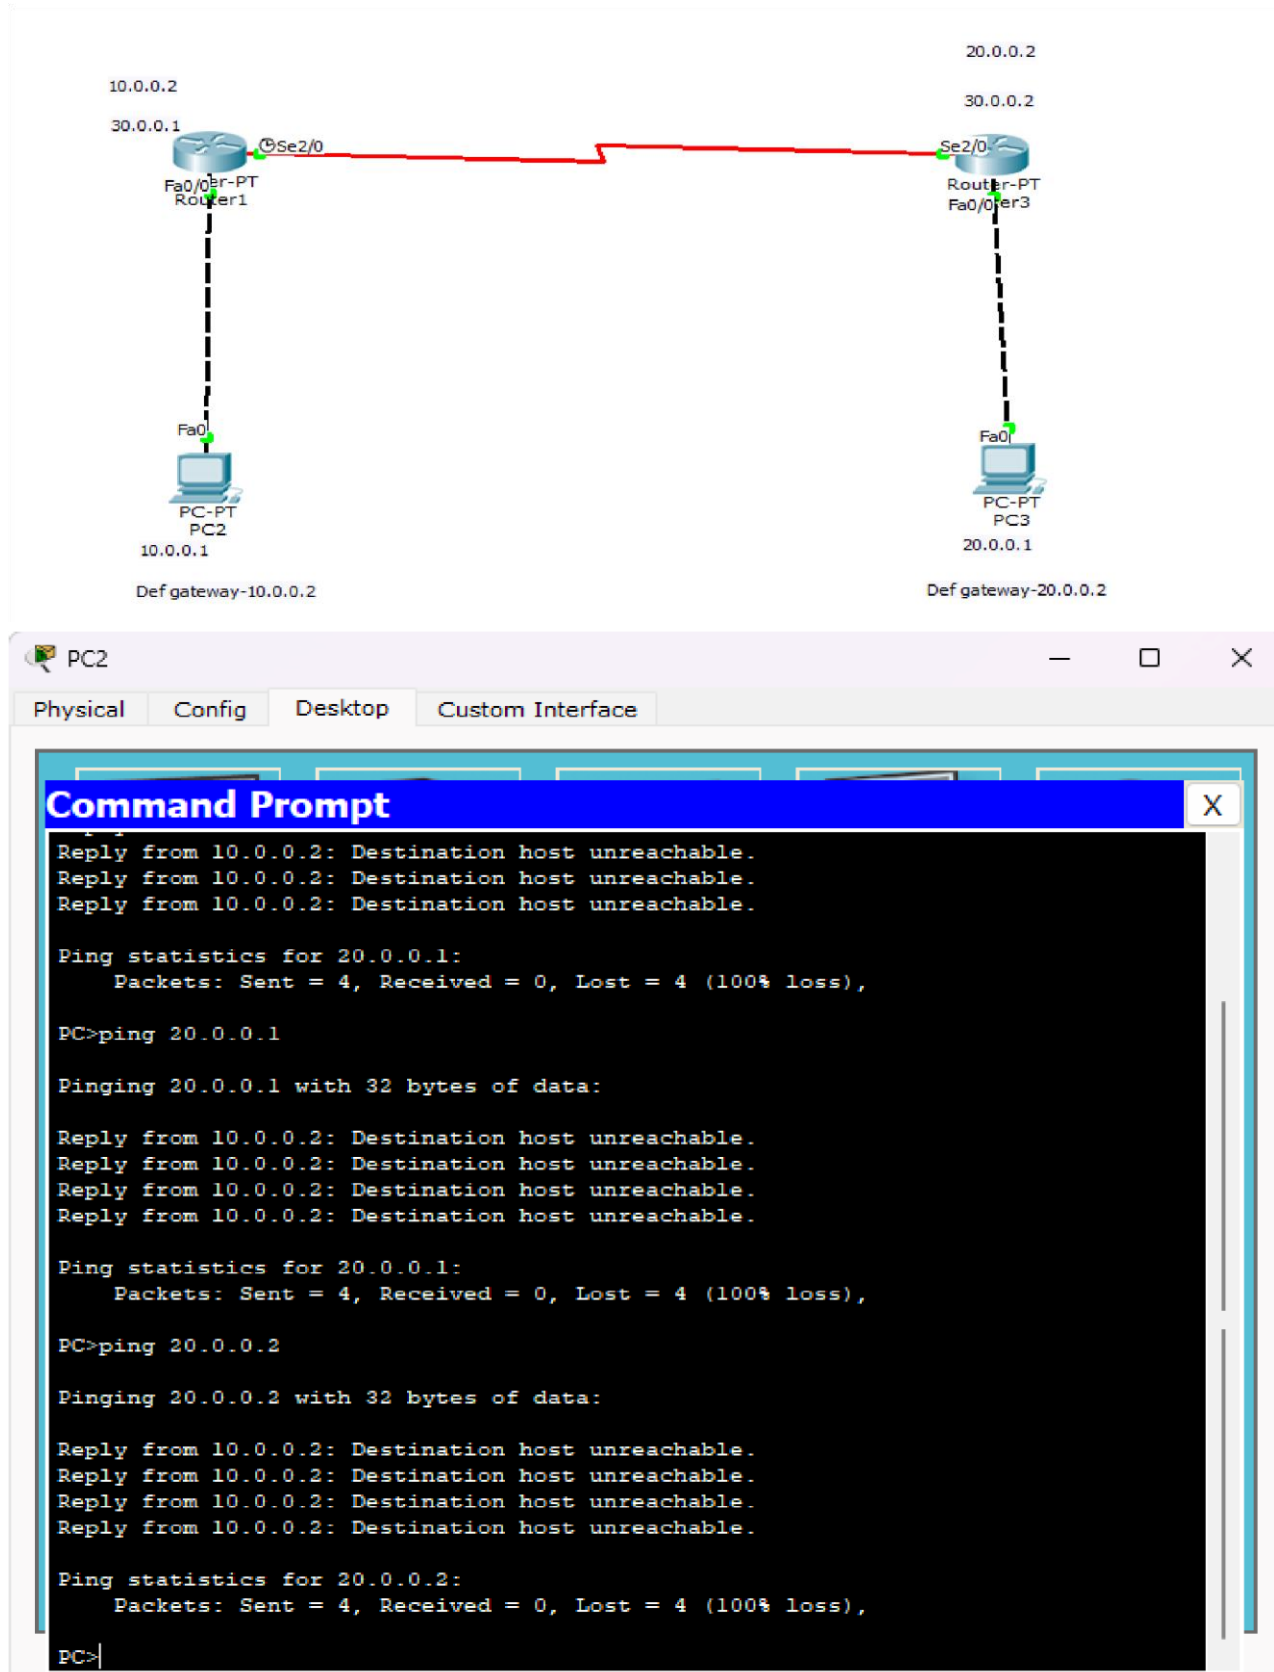 20.0.0.2
10.0.0.2
30.0.0.2
30.0.0.1
Se2/0
Se2/0
Fa0/0 er-PT
Router1
Router-PT
Fa0/0 er3
Fa0
Fa0
PC-PT
PC2
10.0.0.1
Def gateway-10.0.0.2
PC-PT
PC3
20.0.0.1
Def gateway-20.0.0.2
PC2
Physical Config Desktop Custom Interface
Command Prompt X
Reply from 10.0.0.2: Destination host unreachable.
Reply from 10.0.0.2: Destination host unreachable.
Reply from 10.0.0.2: Destination host unreachable.
Ping statistics for 20.0.0.1:
Packets: Sent = 4, Received = 0, Lost = 4 (100% loss),
PC>ping 20.0.0.1
Pinging 20.0.0.1 with 32 bytes of data:
Reply from 10.0.0.2: Destination host unreachable.
Reply from 10.0.0.2: Destination host unreachable.
Reply from 10.0.0.2: Destination host unreachable.
Reply from 10.0.0.2: Destination host unreachable.
Ping statistics for 20.0.0.1:
Packets: Sent = 4, Received = 0, Lost = 4 (100% loss),
PC>ping 20.0.0.2
Pinging 20.0.0.2 with 32 bytes of data:
Reply from 10.0.0.2: Destination host unreachable.
Reply from 10.0.0.2: Destination host unreachable.
Reply from 10.0.0.2: Destination host unreachable.
Reply from 10.0.0.2: Destination host unreachable.
Ping statistics for 20.0.0.2:
Packets: Sent = 4, Received = 0, Lost = 4 (100% loss),
PC>